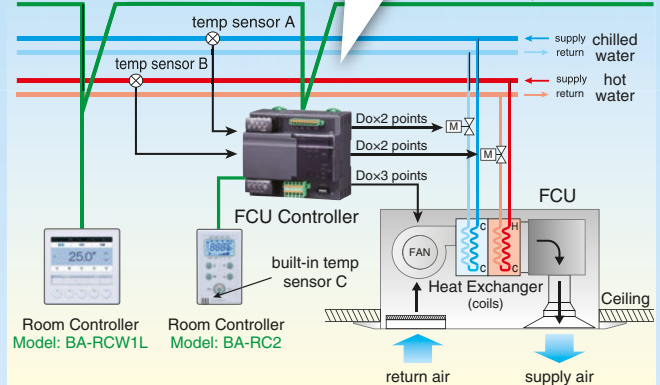 temp sensor A
supply
chilled
return
water
temp sensor B
supply
hot
return
water
Do×2 points
M
Do×2 points
M
Do×3 points
FCU Controller
FCU
C
H
FAN
25.0°
built-in temp
sensor C
C
C
Heat Exchanger
(coils)
Ceiling
Room Controller
Model: BA-RCW1L
Room Controller
Model: BA-RC2
return air
supply air